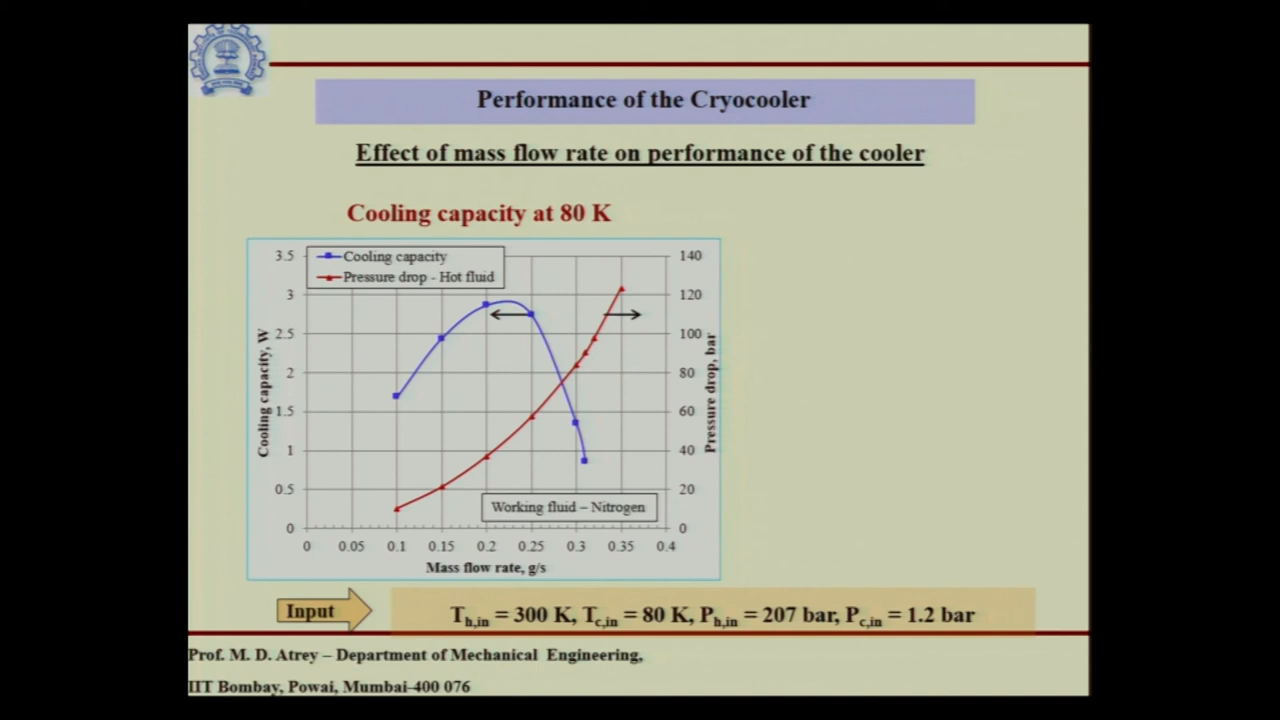 Performance of the Cryocooler
Effect of mass flow rate on performance of the cooler
Cooling capacity at 80 K
Cooling capacity
Pressure drop - Hot fluid
3.5
3
2.5
2
1.5
1
0.5
0
Cooling capacity, W
140
120
100
80
60
40
20
0
Pressure drop, bar
Working fluid – Nitrogen
0 0.05 0.1 0.15 0.2 0.25 0.3 0.35 0.4
Mass flow rate, g/s
Input
Th,in = 300 K, Tc,in = 80 K, Ph,in = 207 bar, Pc,in = 1.2 bar
Prof. M. D. Atrey – Department of Mechanical Engineering,
IIT Bombay, Powai, Mumbai-400 076